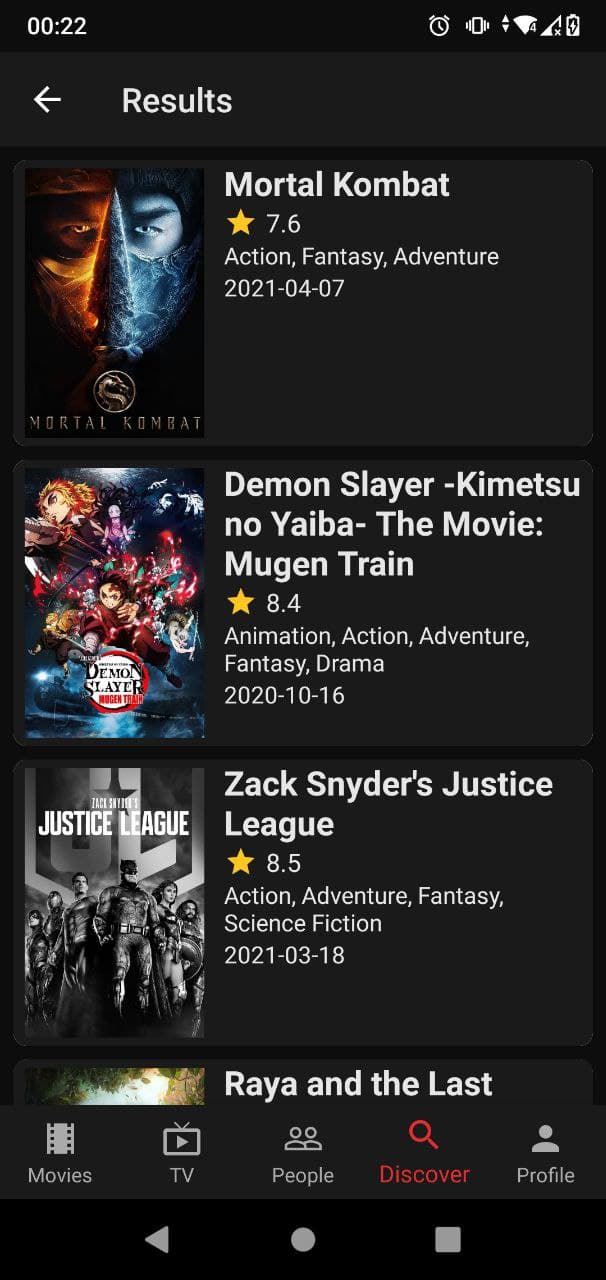 00:22
4
Results
Mortal Kombat
7.6
Action, Fantasy, Adventure
2021-04-07
MORTAL KOMBAT
Demon Slayer -Kimetsu
no Yaiba- The Movie:
Mugen Train
8.4
Animation, Action, Adventure,
Fantasy, Drama
2020-10-16
DEMON
SLAYER
MUGEN TRAIN
Zack Snyder's Justice
League
8.5
Action, Adventure, Fantasy,
Science Fiction
2021-03-18
ZACK SNYDER'S
JUSTICE LEAGUE
Raya and the Last
Movies
TV
People
Discover
Profile